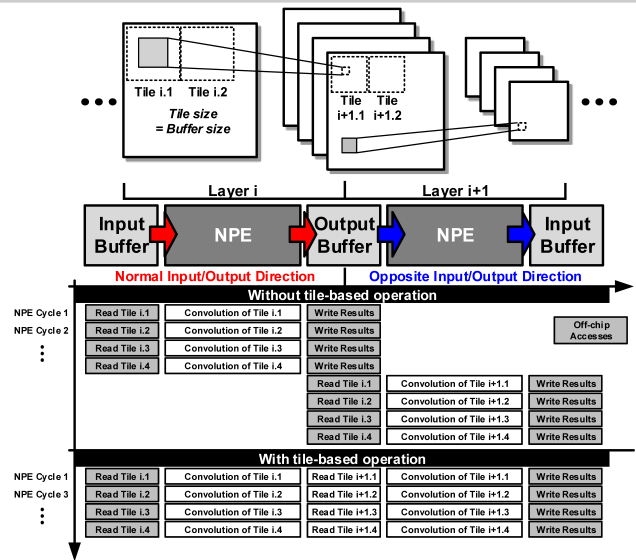 Tile i.1 Tile i.2
Tile size
= Buffer size
Tile
i+1.1
Tile
i+1.2
Layer i
Layer i+1
Input
Buffer
NPE
Output
Buffer
NPE
Input
Buffer
Normal Input/Output Direction
Opposite Input/Output Direction
Without tile-based operation
NPE Cycle 1 Read Tile i.1 Convolution of Tile i.1 Write Results
NPE Cycle 2 Read Tile i.2 Convolution of Tile i.2 Write Results
Off-chip
Accesses
Read Tile i.3 Convolution of Tile i.3 Write Results
Read Tile i.4 Convolution of Tile i.4 Write Results
Read Tile i.1 Convolution of Tile i+1.1 Write Results
Read Tile i.2 Convolution of Tile i+1.2 Write Results
Read Tile i.3 Convolution of Tile i+1.3 Write Results
Read Tile i.4 Convolution of Tile i+1.4 Write Results
With tile-based operation
NPE Cycle 1 Read Tile i.1 Convolution of Tile i.1 Read Tile i+1.1 Convolution of Tile i+1.1 Write Results
NPE Cycle 3 Read Tile i.2 Convolution of Tile i.2 Read Tile i+1.2 Convolution of Tile i+1.2 Write Results
Read Tile i.3 Convolution of Tile i.3 Read Tile i+1.3 Convolution of Tile i+1.3 Write Results
Read Tile i.4 Convolution of Tile i.4 Read Tile i+1.4 Convolution of Tile i+1.4 Write Results